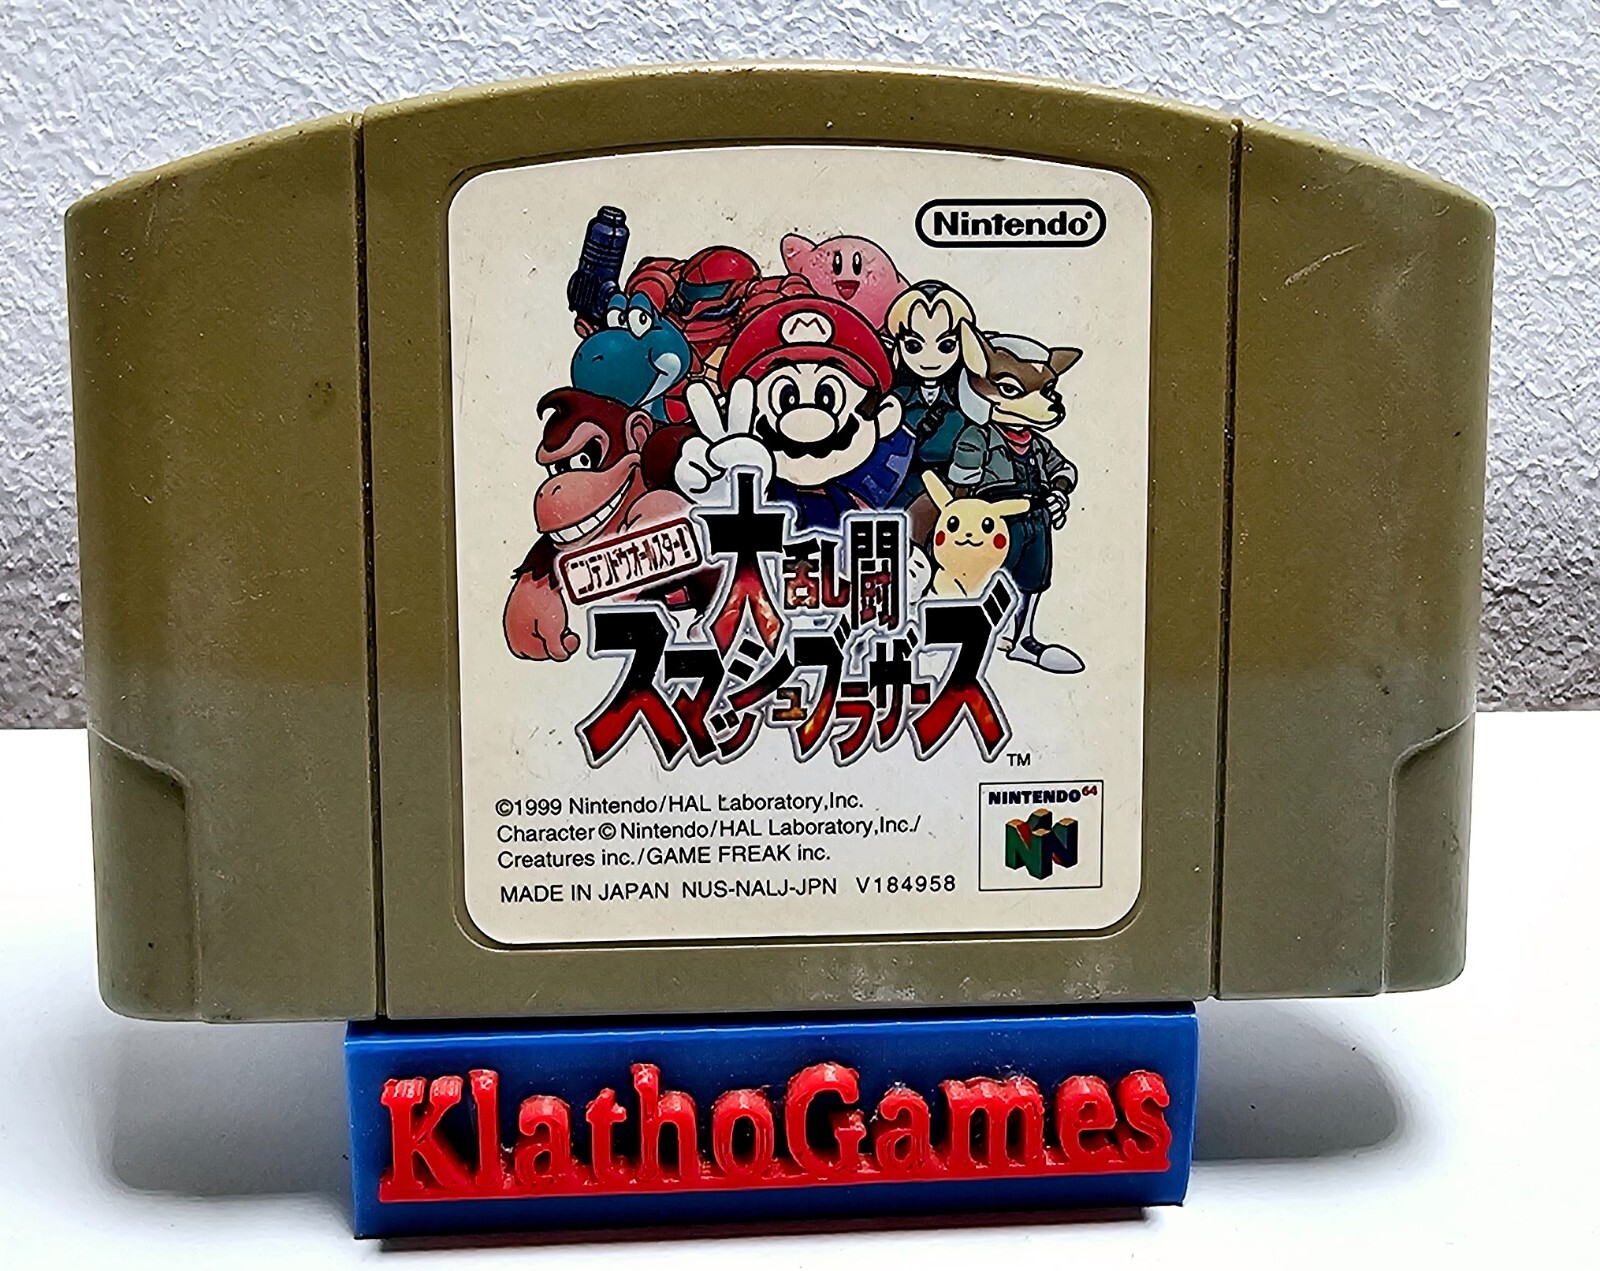 Nintendo®
M
ニンテンドウオールスター!
大乱闘
スマッシュブラザーズ
TM
©1999 Nintendo/HAL Laboratory,Inc.
Character © Nintendo/HAL Laboratory,Inc./
Creatures inc./GAME FREAK inc.
MADE IN JAPAN NUS-NALJ-JPN V184958
NINTENDO64
KlathoGames